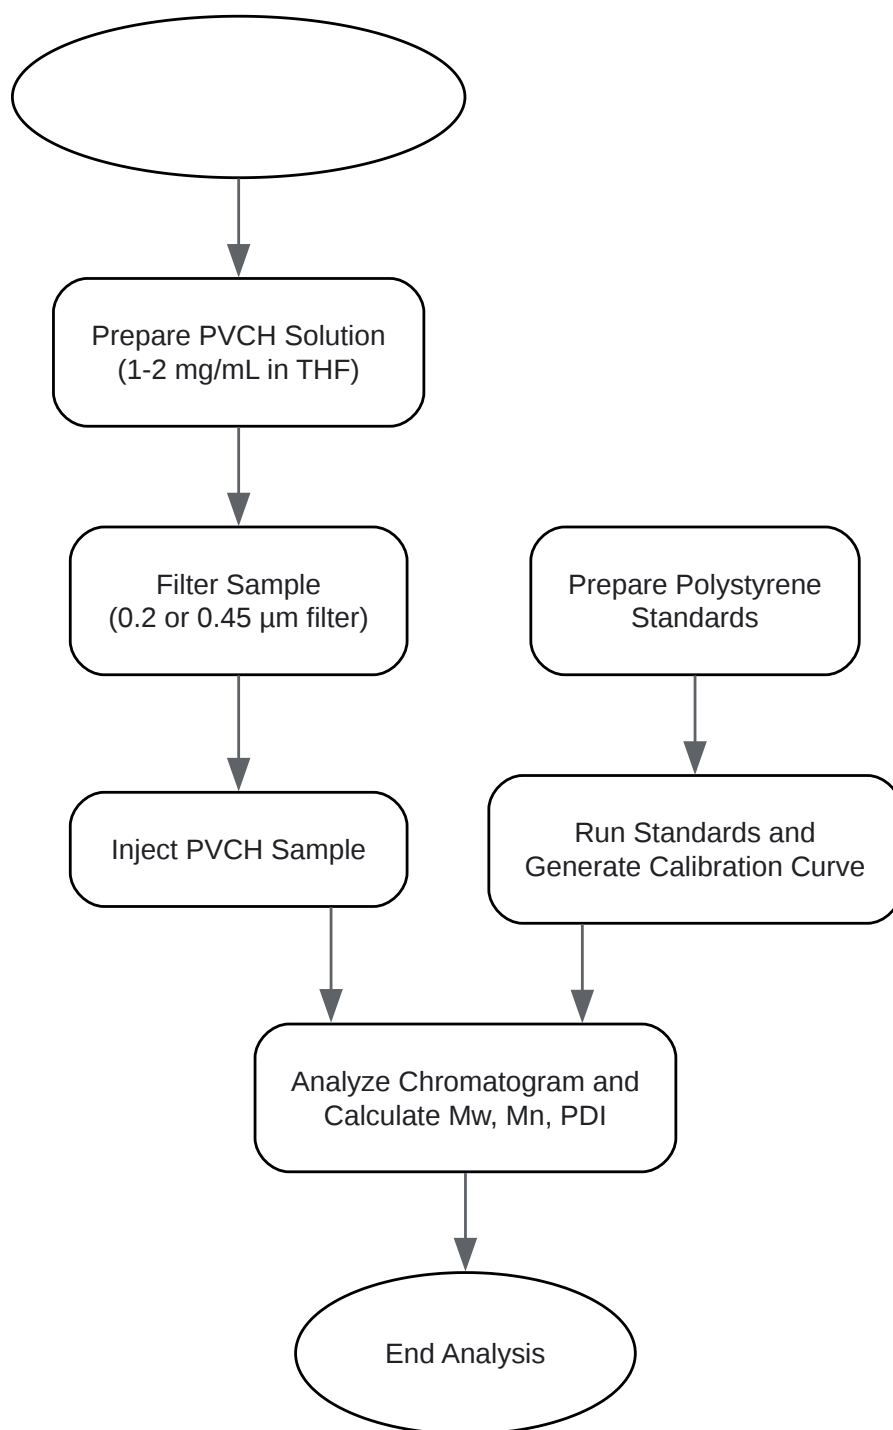 Prepare PVCH Solution
(1-2 mg/mL in THF)
Filter Sample
(0.2 or 0.45 µm filter)
Prepare Polystyrene
Standards
Inject PVCH Sample
Run Standards and
Generate Calibration Curve
Analyze Chromatogram and
Calculate Mw, Mn, PDI
End Analysis